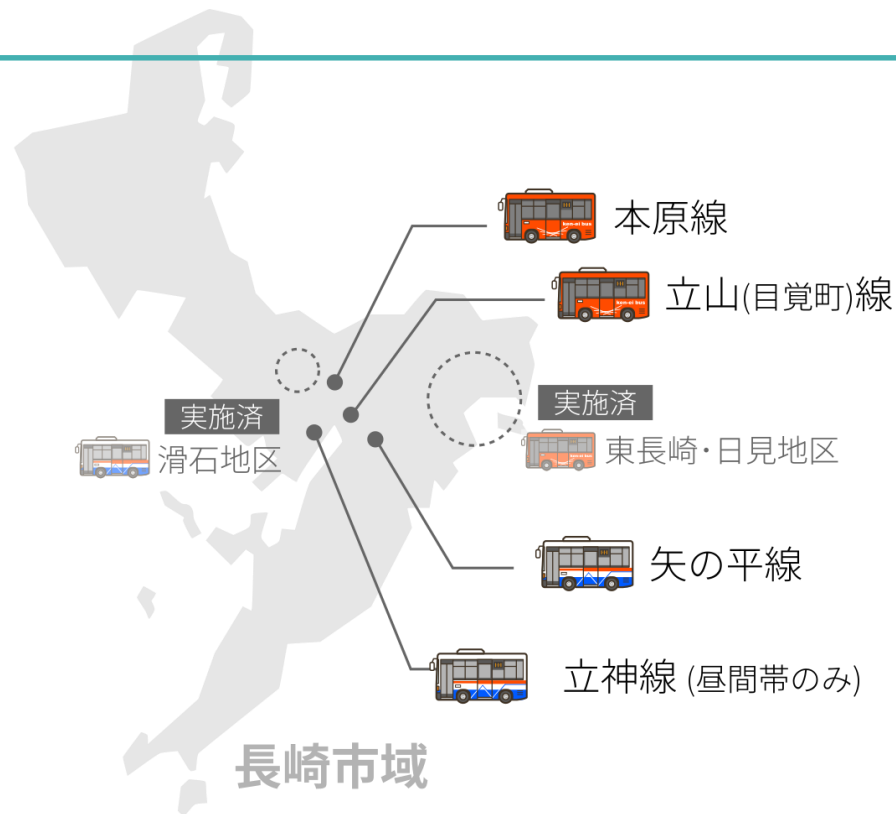 本原線
立山(目覚町)線
実施済
滑石地区
実施済
東長崎・日見地区
矢の平線
立神線 (昼間帯のみ)
長崎市域